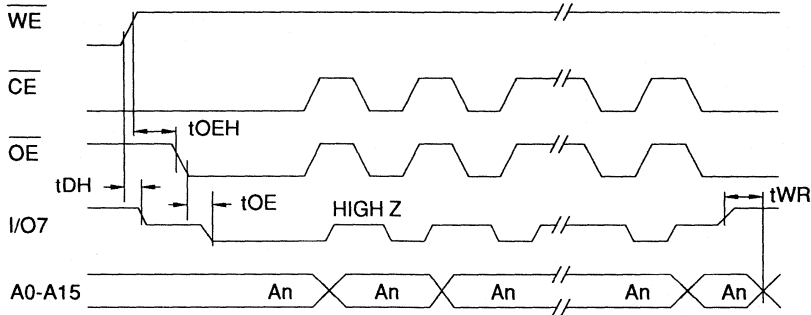 WE
CE
tOEH
OE
tDH
tOE
tWR
HIGH Z
I/O7
A0-A15 An An An An An